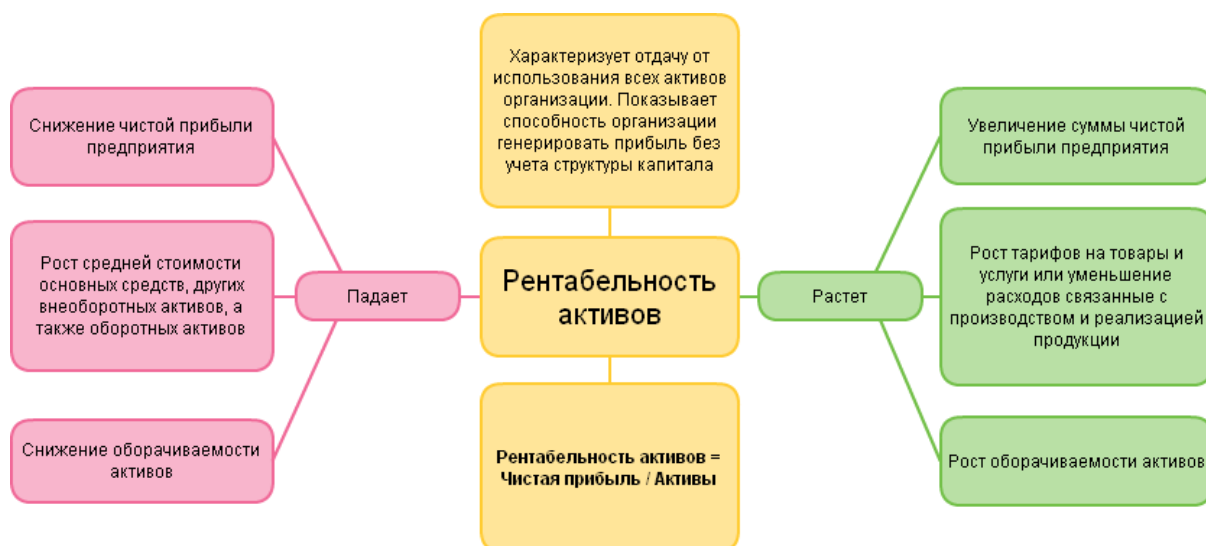 Характеризует отдачу от
использования всех активов
организации. Показывает
способность организации
генерировать прибыль без
учета структуры капитала
Снижение чистой прибыли
предприятия
Рост средней стоимости
основных средств, других
внеоборотных активов, а
также оборотных активов
Снижение оборачиваемости
активов
Падает
Рентабельность
активов
Растет
Увеличение суммы чистой
прибыли предприятия
Рост тарифов на товары и
услуги или уменьшение
расходов связанные с
производством и реализацией
продукции
Рост оборачиваемости активов
Рентабельность активов =
Чистая прибыль / Активы